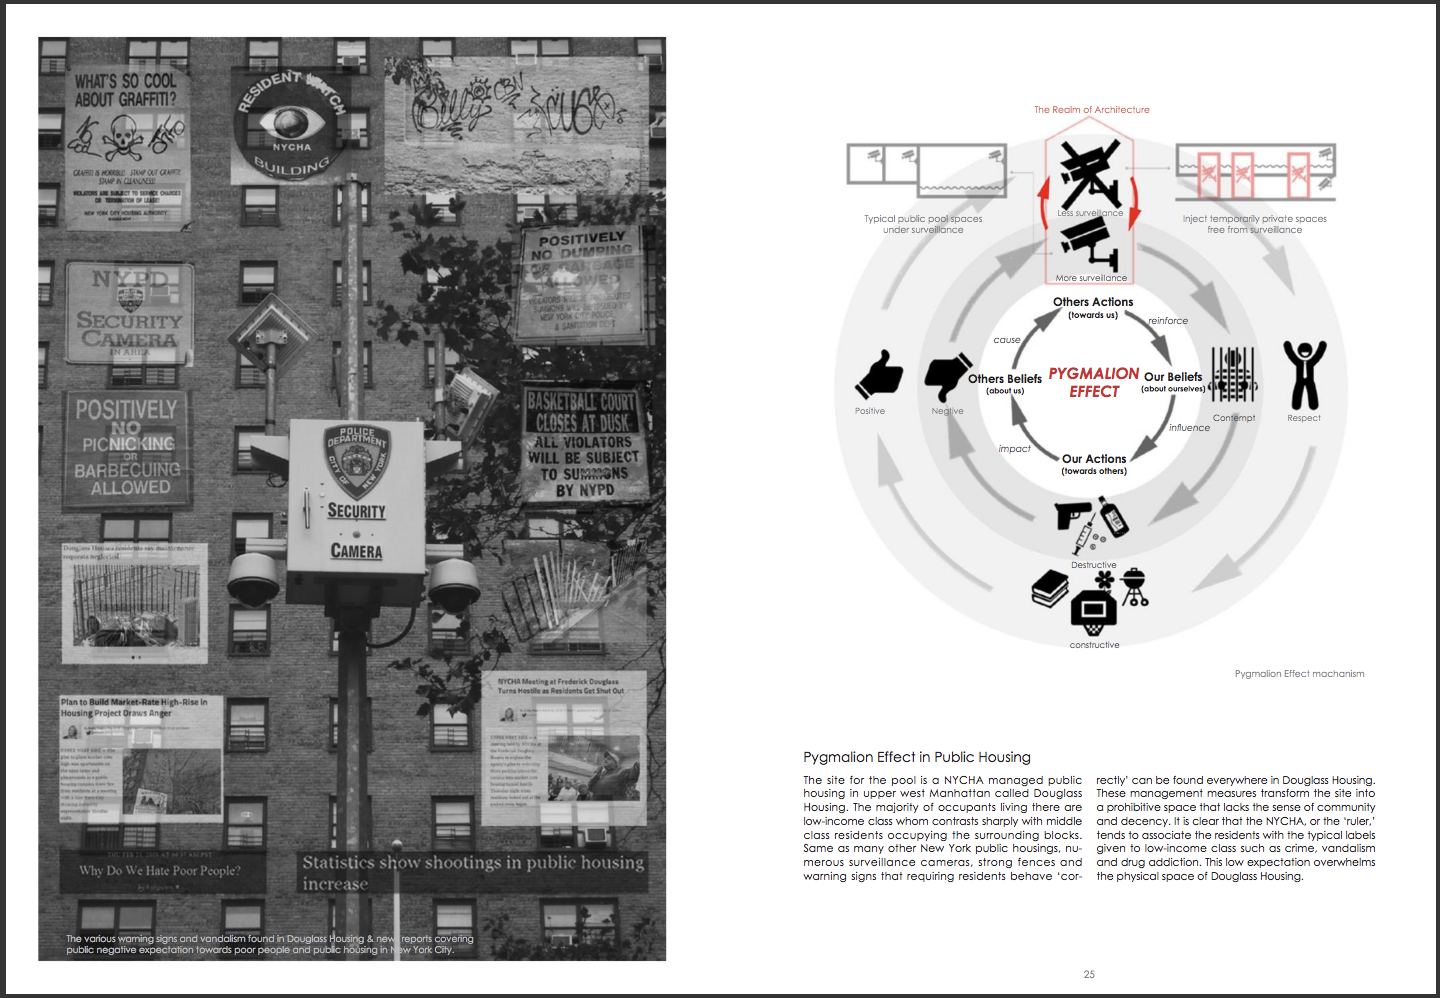 WHAT'S SO COOL
ABOUT GRAFFITI?
GRAFFITI IS HORRIBLE! STAMP OUT GRAFFITI
STAMP IN CLEANLINESS!
VIOLATORS ARE SUBJECT TO SERVICE CHARGES
OR TERMINATION OF LEASE!
NEW YORK CITY HOUSING AUTHORITY
RESIDENT WATCH
NYCHA
BUILDING
NYPD
SECURITY
CAMERA
IN AREA
POSITIVELY
NO
PICNICKING
OR
BARBECUING
ALLOWED
POSITIVELY
NO DUMPING
ALLOWED
BASKETBALL COURT
CLOSES AT DUSK
ALL VIOLATORS
WILL BE SUBJECT
TO SUMMONS
BY NYPD
POLICE
DEPARTMENT
CITY OF NEW YORK
SECURITY
CAMERA
Plan to Build Market-Rate High-Rise in
Housing Project Draws Anger
NYCHA Meeting at Frederick Douglass
Turns Hostile as Residents Get Shut Out
Why Do We Hate Poor People?
Statistics show shootings in public housing
increase
The various warning signs and vandalism found in Douglass Housing & new reports covering
public negative expectation towards poor people and public housing in New York City.
The Realm of Architecture
Typical public pool spaces
under surveillance
Less surveillance
More surveillance
Inject temporarily private spaces
free from surveillance
Others Actions
(towards us)
reinforce
cause
Others Beliefs
(about us)
PYGMALION
EFFECT
Our Beliefs
(about ourselves)
Positive
Negtive
Contempt
Respect
influence
impact
Our Actions
(towards others)
Destructive
constructive
Pygmalion Effect machanism
Pygmalion Effect in Public Housing
The site for the pool is a NYCHA managed public
housing in upper west Manhattan called Douglass
Housing. The majority of occupants living there are
low-income class whom contrasts sharply with middle
class residents occupying the surrounding blocks.
Same as many other New York public housings, nu-
merous surveillance cameras, strong fences and
warning signs that requiring residents behave ‘cor-
rectly’ can be found everywhere in Douglass Housing.
These management measures transform the site into
a prohibitive space that lacks the sense of community
and decency. It is clear that the NYCHA, or the ‘ruler,’
tends to associate the residents with the typical labels
given to low-income class such as crime, vandalism
and drug addiction. This low expectation overwhelms
the physical space of Douglass Housing.
25